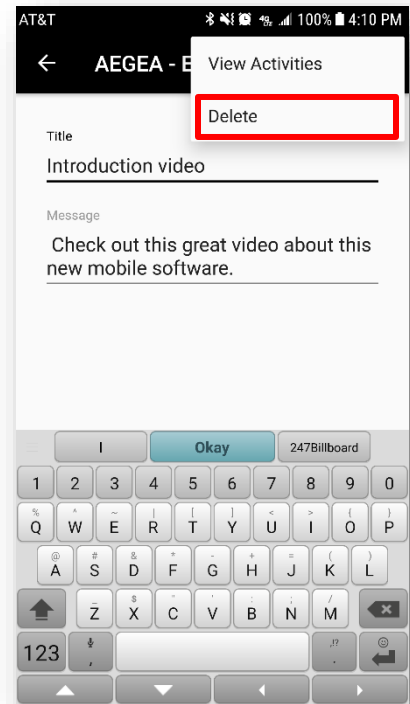 AT&T 4G 100% 4:10 PM
AEGEA - E
View Activities
Delete
Title
Introduction video
Message
Check out this great video about this
new mobile software.
I Okay 247Billboard
1 2 3 4 5 6 7 8 9 0
% ^ ~ | [ ] < > { }
Q W E R T Y U I O P
@ # & * - + = ( )
A S D F G H J K L
_ $ " ' : ; /
Z X C V B N M
123 , .,!?